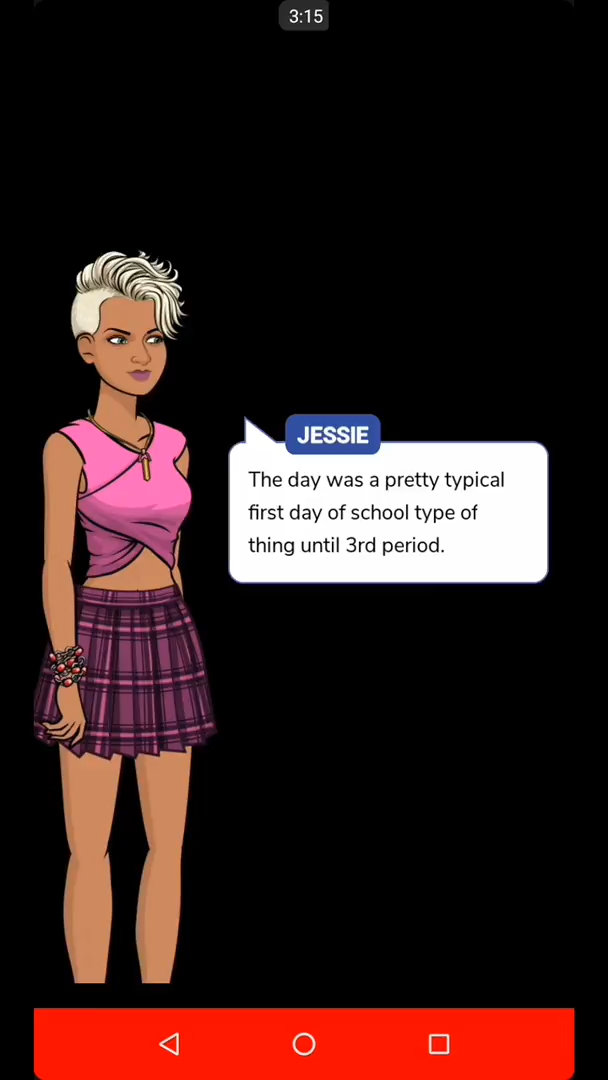 3:15
JESSIE
The day was a pretty typical
first day of school type of
thing until 3rd period.